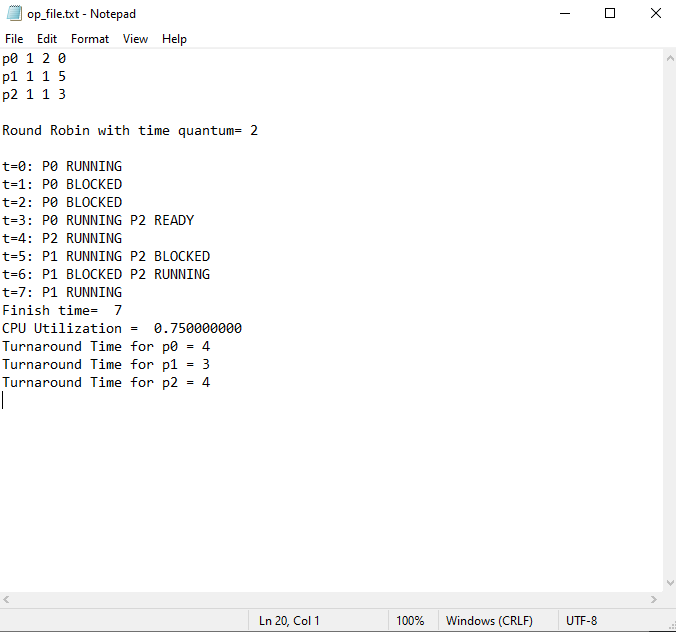 op_file.txt - Notepad
File Edit Format View Help
p0 1 2 0
p1 1 1 5
p2 1 1 3
Round Robin with time quantum= 2
t=0: P0 RUNNING
t=1: P0 BLOCKED
t=2: P0 BLOCKED
t=3: P0 RUNNING P2 READY
t=4: P2 RUNNING
t=5: P1 RUNNING P2 BLOCKED
t=6: P1 BLOCKED P2 RUNNING
t=7: P1 RUNNING
Finish time=  7
CPU Utilization =  0.750000000
Turnaround Time for p0 = 4
Turnaround Time for p1 = 3
Turnaround Time for p2 = 4
Ln 20, Col 1 100% Windows (CRLF) UTF-8